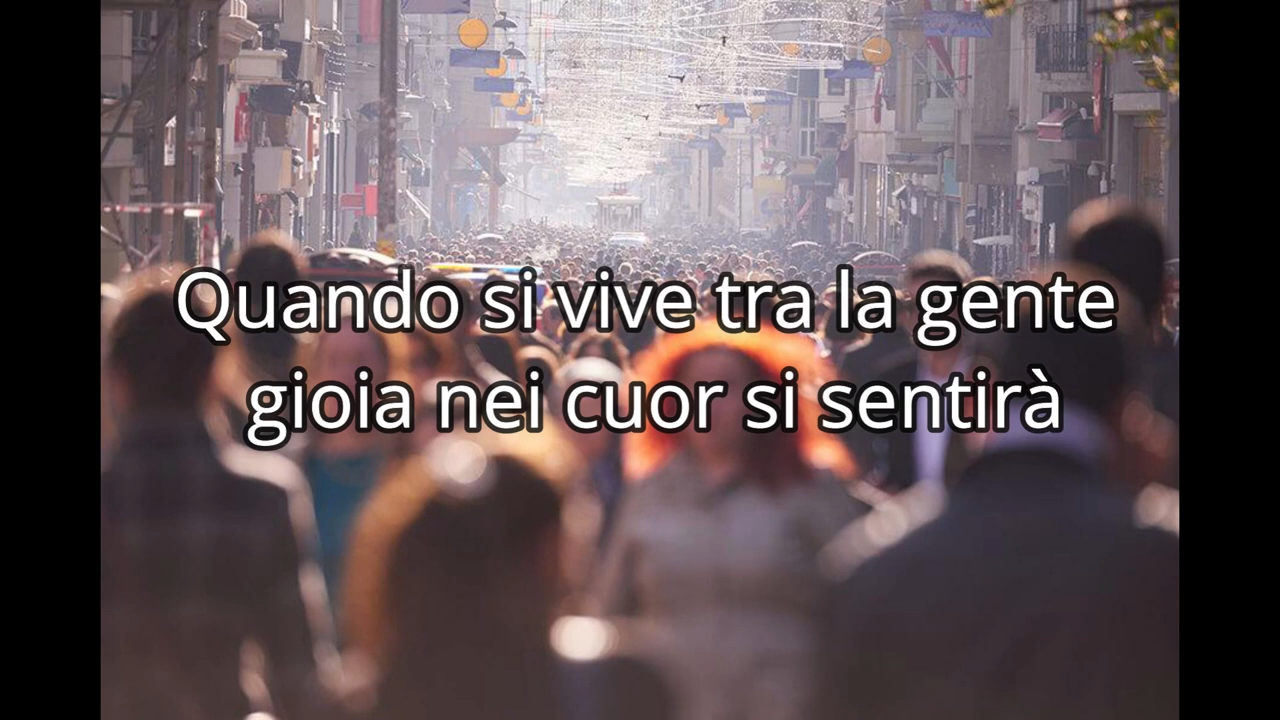 Quando si vive tra la gente
gioia nei cuor si sentirà